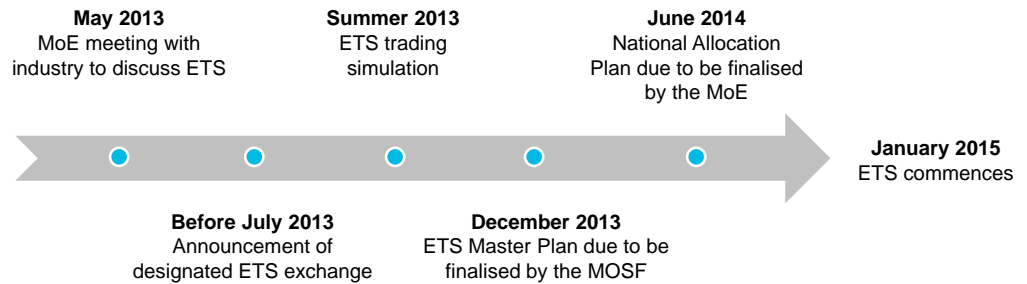 May 2013
MoE meeting with
industry to discuss ETS
Before July 2013
Announcement of
designated ETS exchange
Summer 2013
ETS trading
simulation
December 2013
ETS Master Plan due to be
finalised by the MOSF
June 2014
National Allocation
Plan due to be finalised
by the MoE
January 2015
ETS commences